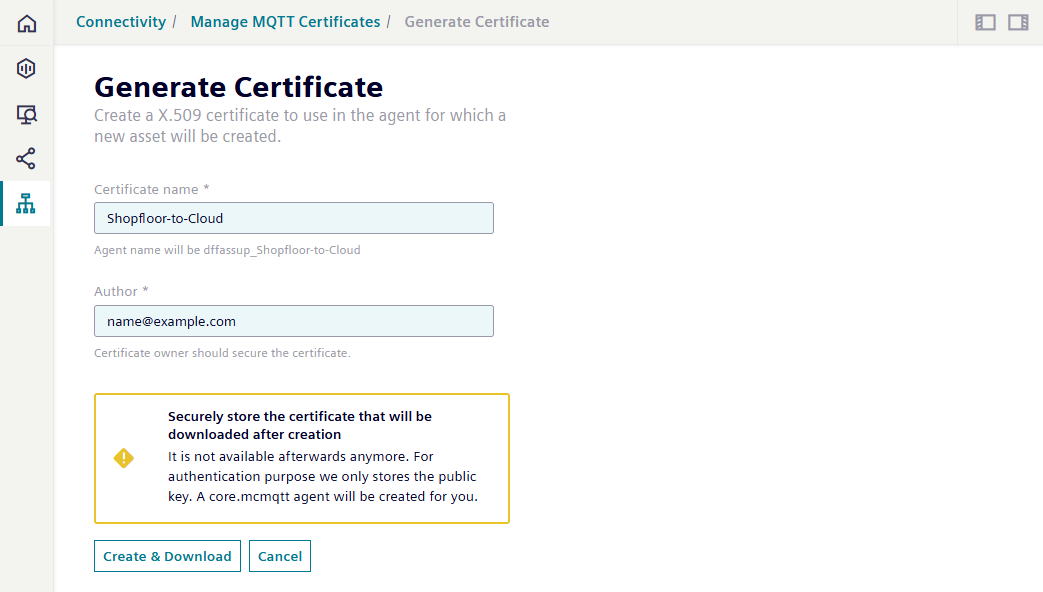 Connectivity / Manage MQTT Certificates / Generate Certificate
Generate Certificate
Create a X.509 certificate to use in the agent for which a
new asset will be created.
Certificate name *
Shopfloor-to-Cloud
Agent name will be dffassup_Shopfloor-to-Cloud
Author *
name@example.com
Certificate owner should secure the certificate.
Securely store the certificate that will be
downloaded after creation
It is not available afterwards anymore. For
authentication purpose we only stores the public
key. A core.mcmqtt agent will be created for you.
Create & Download Cancel